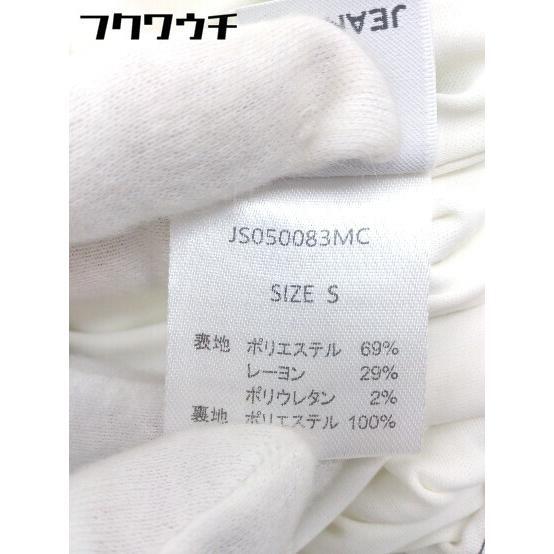 フクワウチ
JEAN
JS050083MC
SIZE S
表地 ポリエステル 69%
レーヨン 29%
ポリウレタン 2%
裏地 ポリエステル 100%